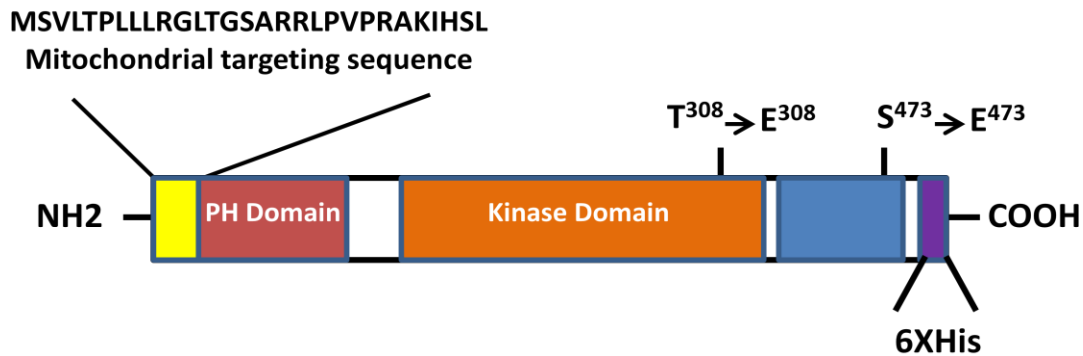 MSVLTPLLLRGLTGSARRLPVPRAKIHSL
Mitochondrial targeting sequence
T308→E308
S473→E473
NH2
PH Domain
Kinase Domain
COOH
6XHis